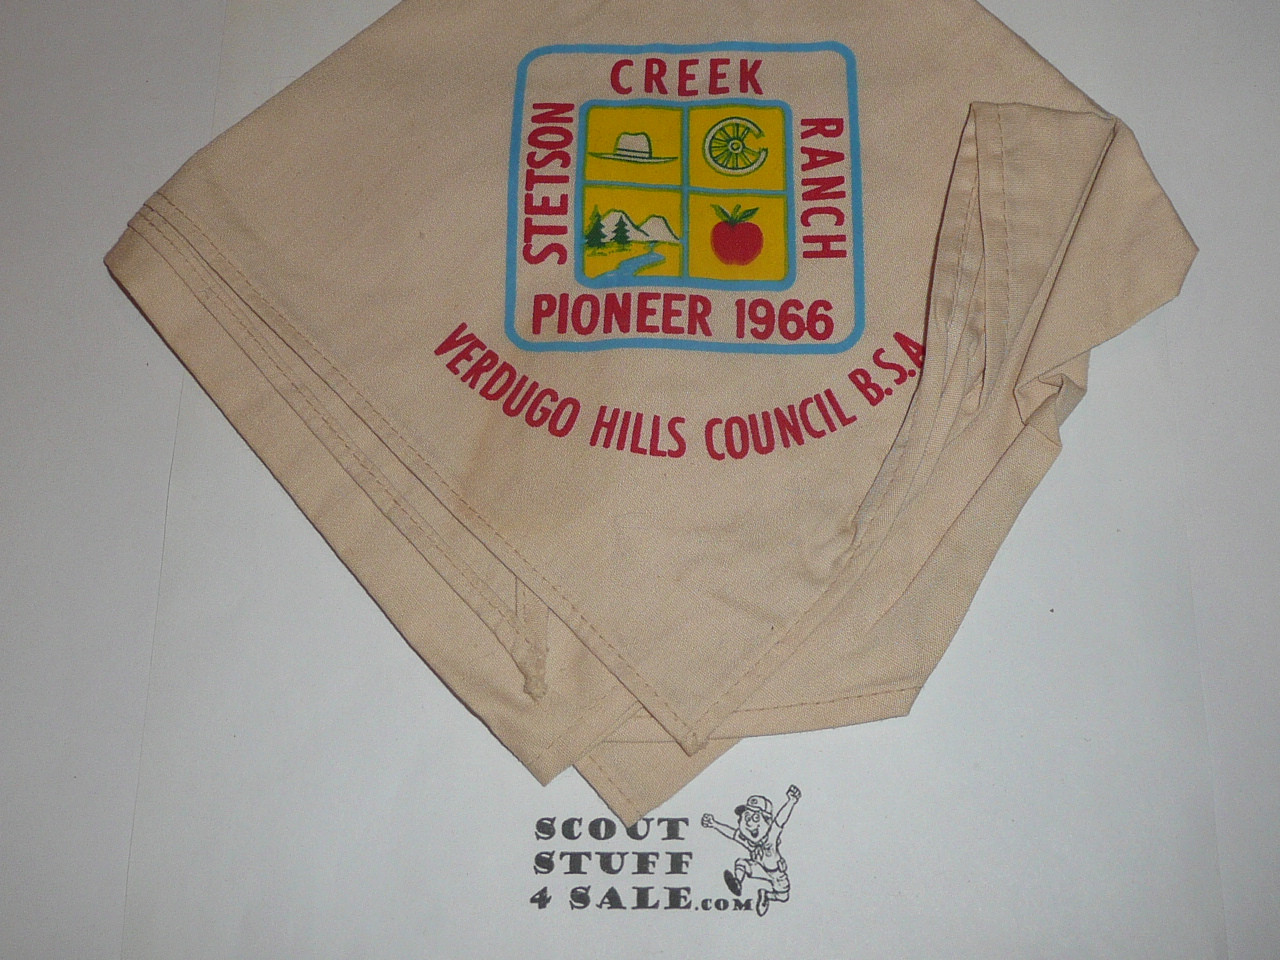 STETSON
CREEK
RANCH
PIONEER 1966
VERDUGO HILLS COUNCIL B.S.A
SCOUT
STUFF
4 SALE.COM